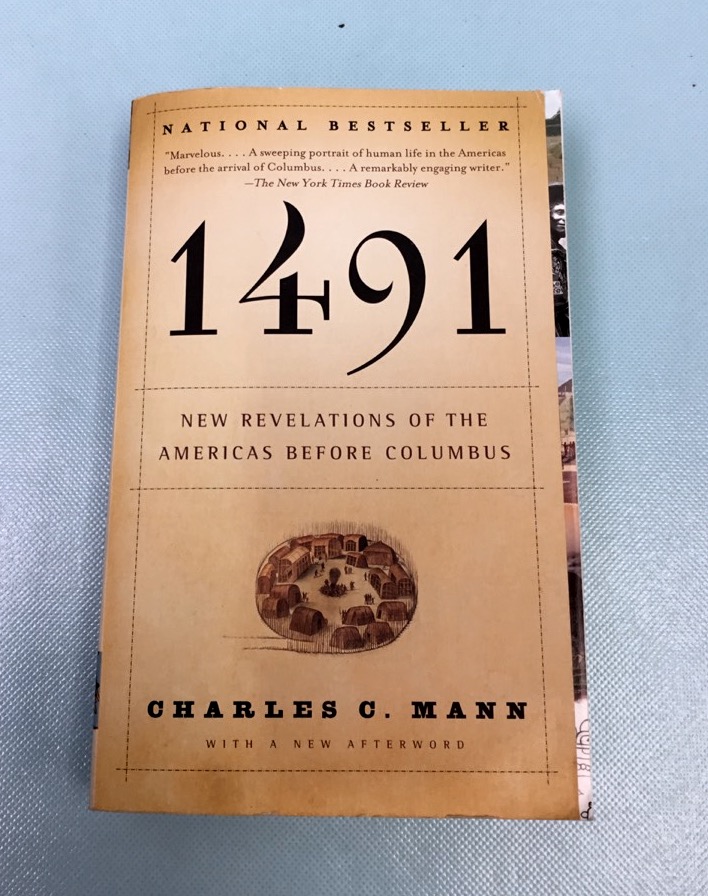 NATIONAL BESTSELLER
"Marvelous. . . . A sweeping portrait of human life in the Americas
before the arrival of Columbus. . . . A remarkably engaging writer."
—The New York Times Book Review
1491
NEW REVELATIONS OF THE
AMERICAS BEFORE COLUMBUS
CHARLES C. MANN
WITH A NEW AFTERWORD